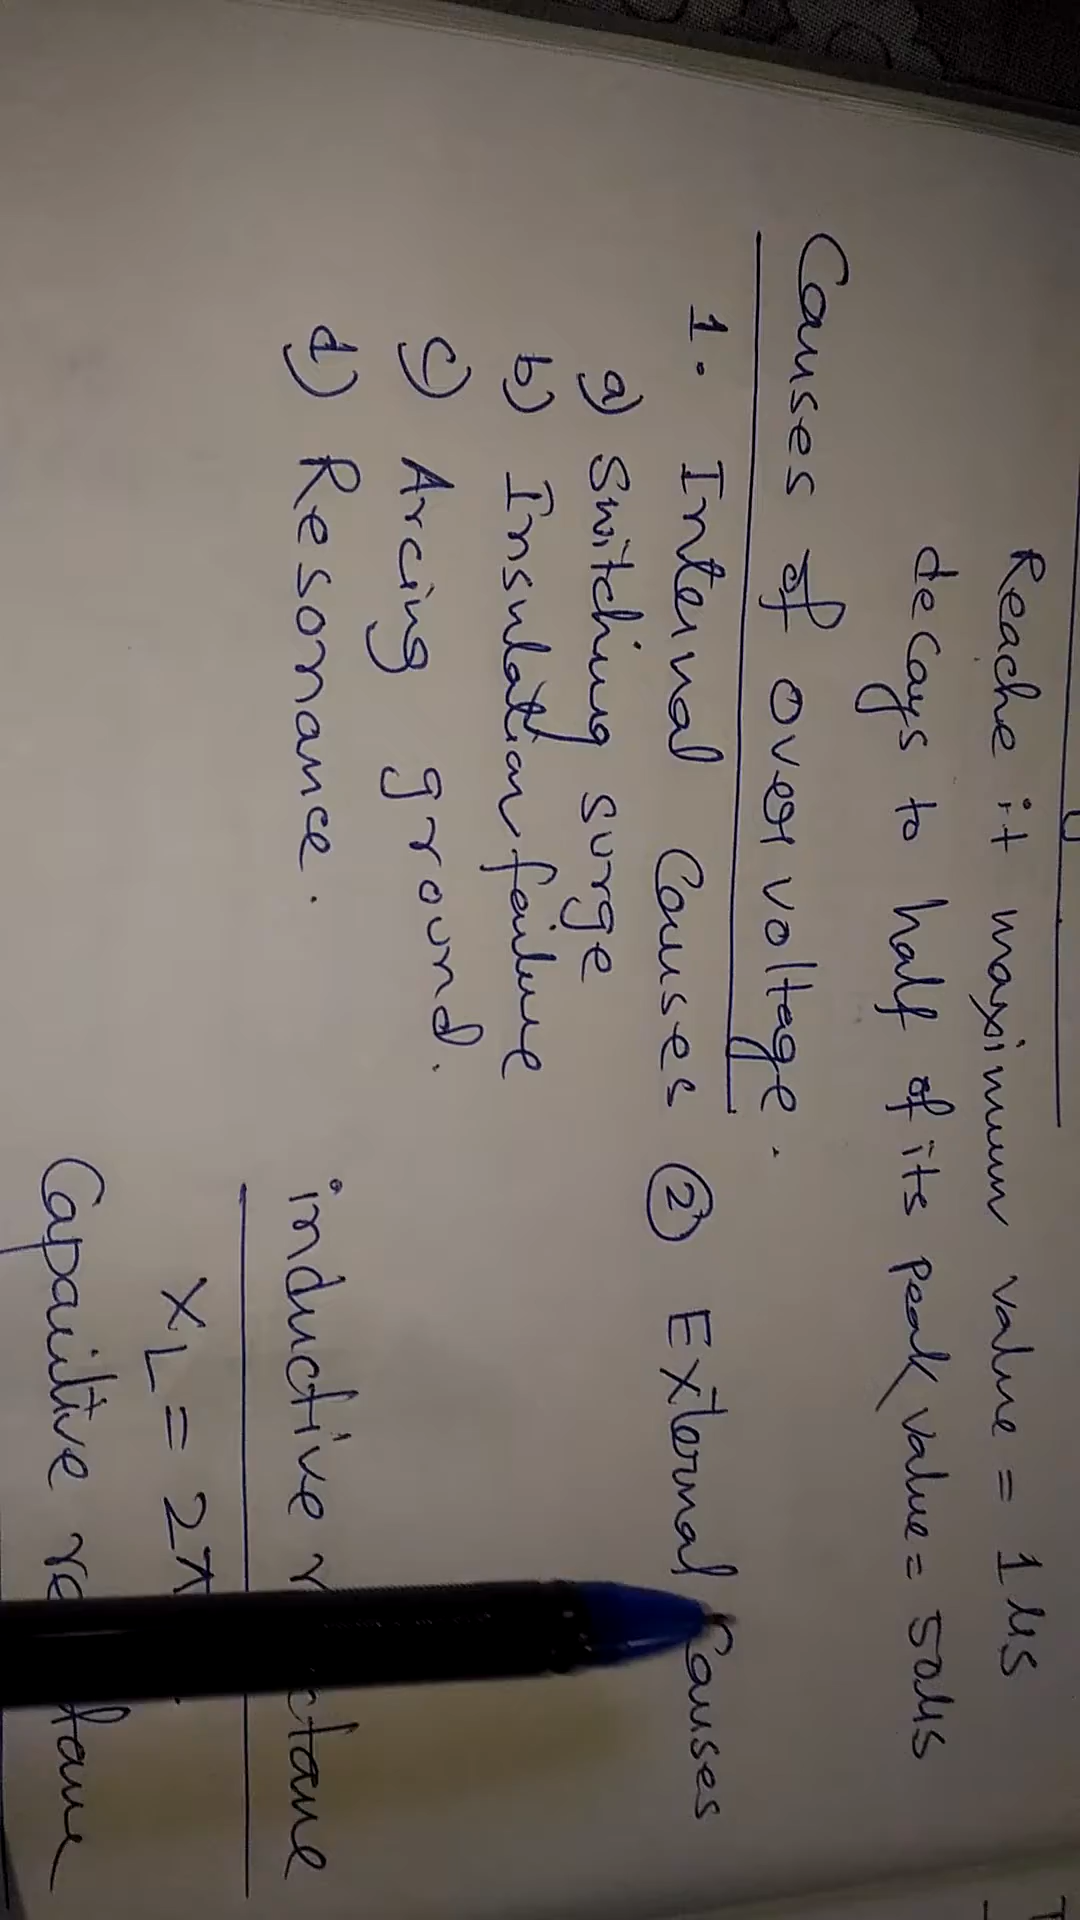 Reache it maximum value = 1 μs
decays to half of its peak value = 50μs
Causes of over voltage.
1. Internal Causes ② External Causes
a) Switching surge
b) Insulation failure
c) Arcing ground.
d) Resonance.
inductive
XL = 2π
Capacitive